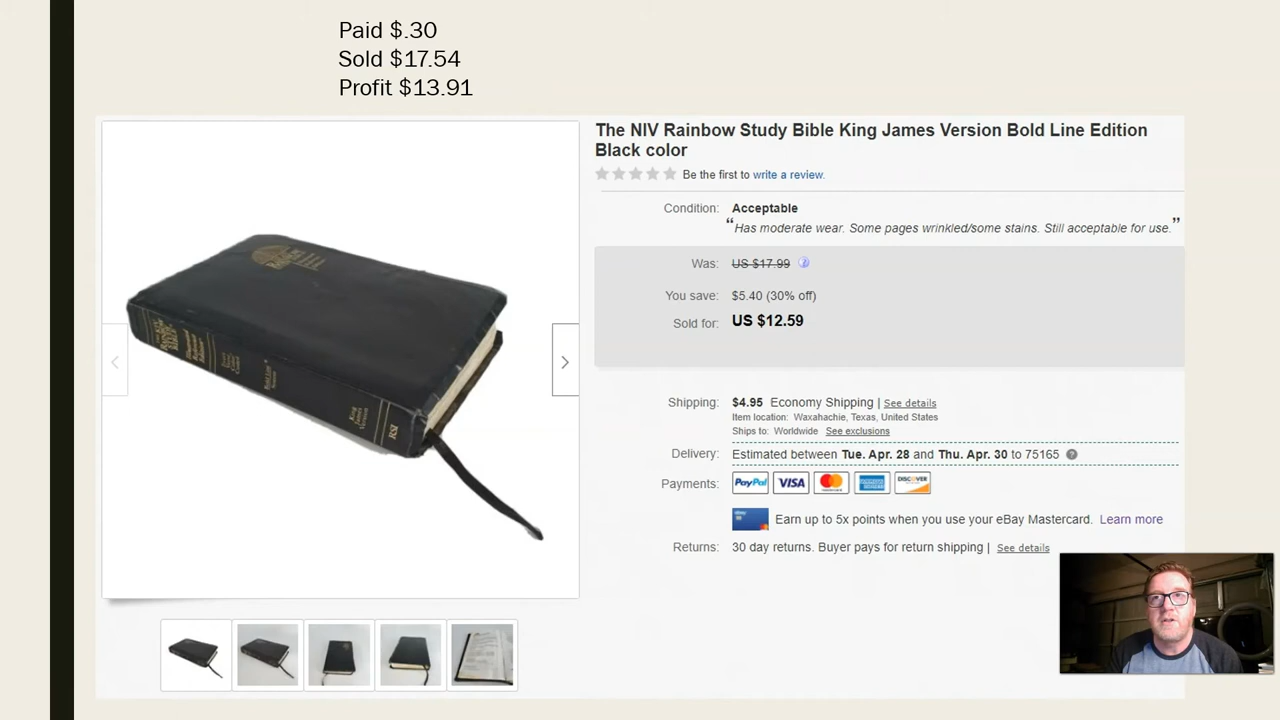 Paid $.30
Sold $17.54
Profit $13.91
The NIV Rainbow Study Bible King James Version Bold Line Edition
Black color
Be the first to write a review.
Condition: Acceptable
“Has moderate wear. Some pages wrinkled/some stains. Still acceptable for use.”
Was: US $17.99
You save: $5.40 (30% off)
Sold for: US $12.59
Shipping: $4.95 Economy Shipping | See details
Item location: Waxahachie, Texas, United States
Ships to: Worldwide See exclusions
Delivery: Estimated between Tue. Apr. 28 and Thu. Apr. 30 to 75165
Payments: PayPal VISA DISCOVER
Earn up to 5x points when you use your eBay Mastercard. Learn more
Returns: 30 day returns. Buyer pays for return shipping | See details
King
James
Version
RSI